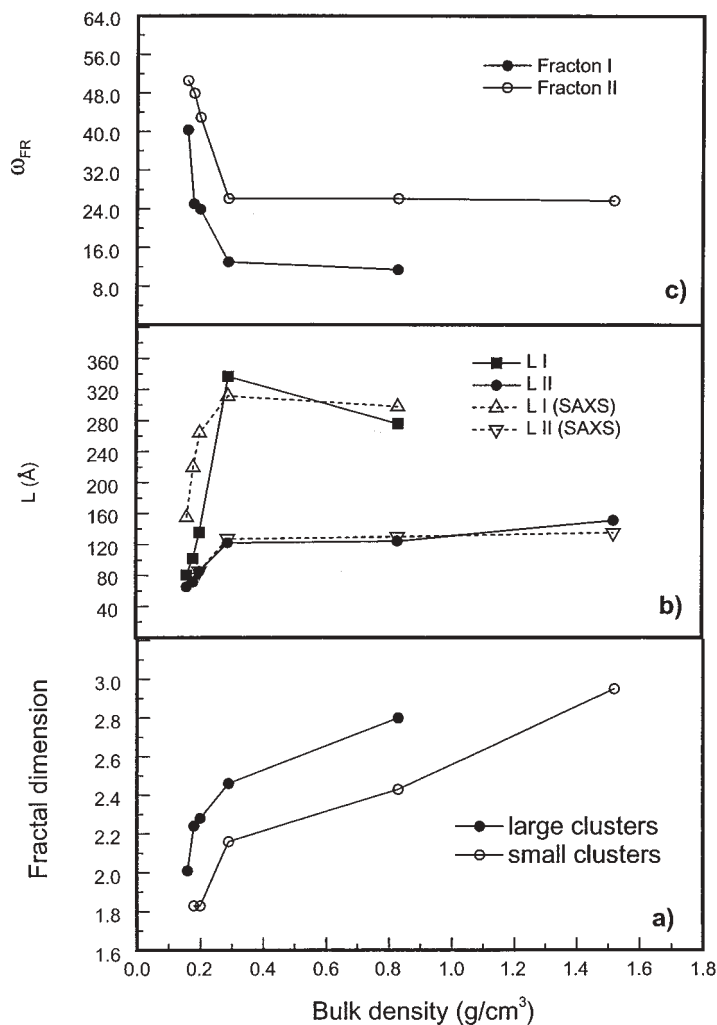 64.0
56.0
48.0
40.0
32.0
24.0
16.0
8.0
ω_FR
Fracton I
Fracton II
c)
360
320
280
240
200
160
120
80
40
L (Å)
L I
L II
L I (SAXS)
L II (SAXS)
b)
3.0
2.8
2.6
2.4
2.2
2.0
1.8
1.6
Fractal dimension
large clusters
small clusters
a)
0.0 0.2 0.4 0.6 0.8 1.0 1.2 1.4 1.6 1.8
Bulk density (g/cm³)